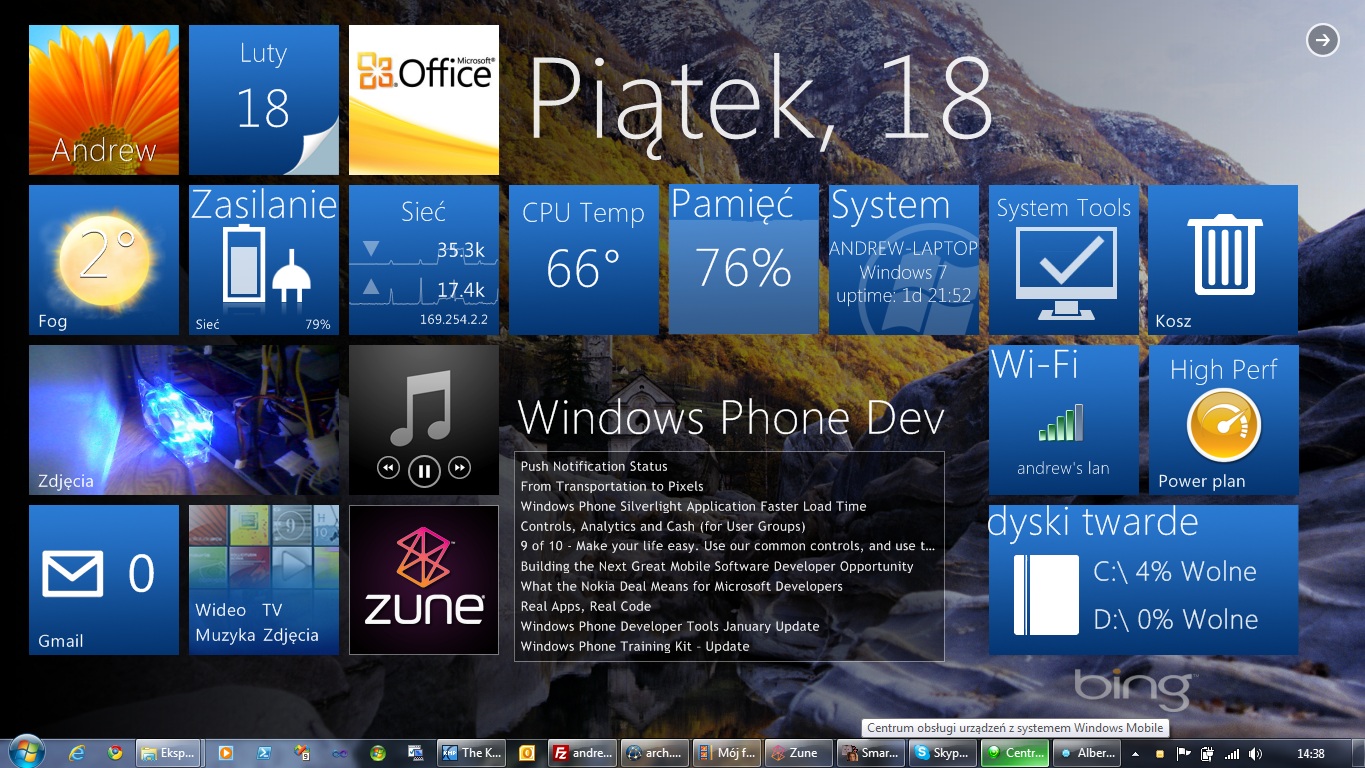 Andrew
Luty
18
Microsoft®
Office
Piątek, 18
2°
Fog
Zasilanie
Sieć 79%
Sieć
35.3k
17.4k
169.254.2.2
CPU Temp
66°
Pamięć
76%
System
ANDREW-LAPTOP
Windows 7
uptime: 1d 21:52
System Tools
Kosz
Zdjęcia
Windows Phone Dev
Push Notification Status
From Transportation to Pixels
Windows Phone Silverlight Application Faster Load Time
Controls, Analytics and Cash (for User Groups)
9 of 10 - Make your life easy. Use our common controls, and use t...
Building the Next Great Mobile Software Developer Opportunity
What the Nokia Deal Means for Microsoft Developers
Real Apps, Real Code
Windows Phone Developer Tools January Update
Windows Phone Training Kit - Update
Wi-Fi
andrew's lan
High Perf
Power plan
0
Gmail
Wideo TV
Muzyka Zdjęcia
zune™
dyski twarde
C:\ 4% Wolne
D:\ 0% Wolne
bing™
Centrum obsługi urządzeń z systemem Windows Mobile
Eksp... The K... andre... arch.... Mój f... Zune Smar... Skyp... Centr... Alber... 14:38